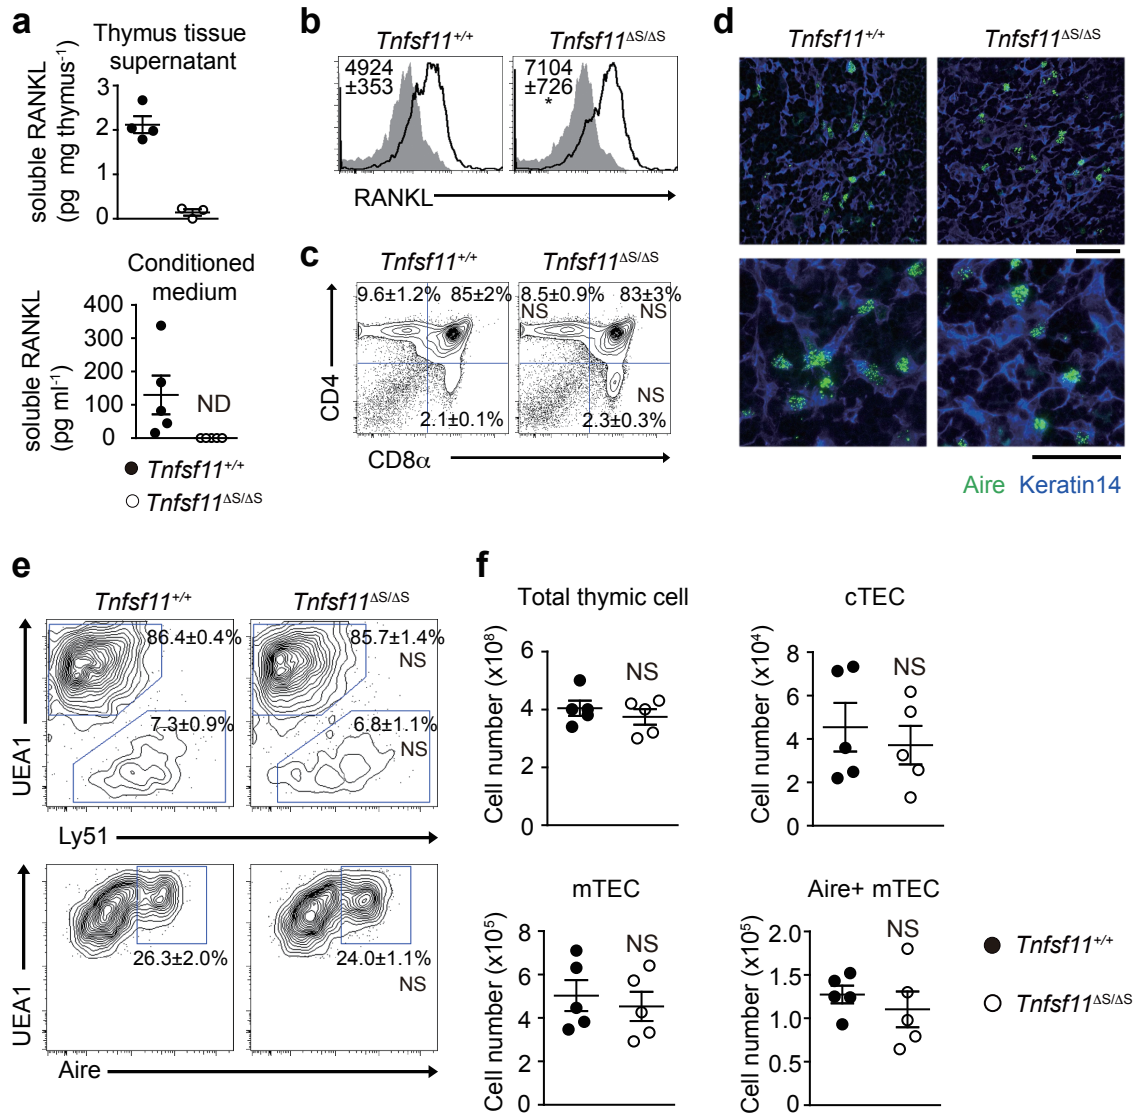 a
Thymus tissue
supernatant
soluble RANKL
(pg mg thymus⁻¹)
3
2
1
0
Conditioned
medium
soluble RANKL
(pg ml⁻¹)
400
300
200
100
0
ND
Tnfsf11⁺/⁺
Tnfsf11ΔS/ΔS
b
Tnfsf11⁺/⁺
Tnfsf11ΔS/ΔS
4924
±353
7104
±726
*
RANKL
c
Tnfsf11⁺/⁺
Tnfsf11ΔS/ΔS
9.6±1.2%
85±2%
8.5±0.9%
83±3%
NS
NS
NS
2.1±0.1%
2.3±0.3%
CD4
CD8α
d
Tnfsf11⁺/⁺
Tnfsf11ΔS/ΔS
Aire Keratin14
e
Tnfsf11⁺/⁺
Tnfsf11ΔS/ΔS
86.4±0.4%
85.7±1.4%
NS
7.3±0.9%
6.8±1.1%
NS
UEA1
Ly51
26.3±2.0%
24.0±1.1%
NS
UEA1
Aire
f
Total thymic cell
Cell number (x10⁸)
6
4
2
0
NS
cTEC
Cell number (x10⁴)
8
6
4
2
0
NS
mTEC
Cell number (x10⁵)
8
6
4
2
0
NS
Aire+ mTEC
Cell number (x10⁵)
2.0
1.5
1.0
0.5
0
NS
Tnfsf11⁺/⁺
Tnfsf11ΔS/ΔS